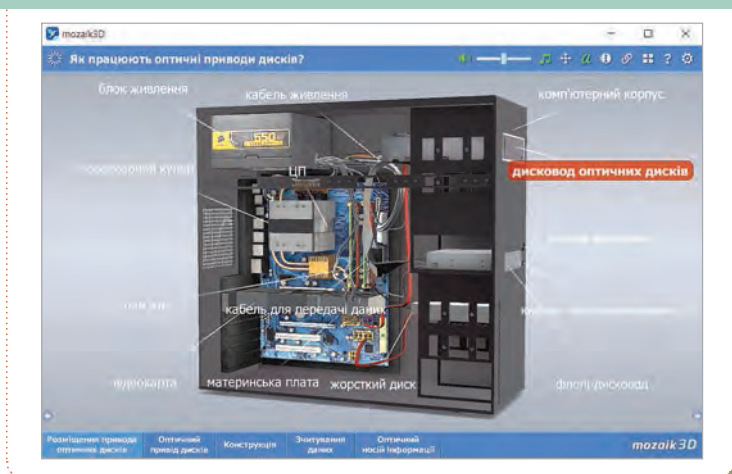 mozaik3D
Як працюють оптичні приводи дисків?
блок живлення
кабель живлення
комп'ютерний корпус
550
ЦП
дисковод оптичних дисків
кабель для передачі даних
відеокарта
материнська плата
жорсткий диск
флопі-дисковод
Розміщення привода оптичних дисків
Оптичний привід дисків
Конструкція
Зчитування даних
Оптичний носій інформації
mozaik3D